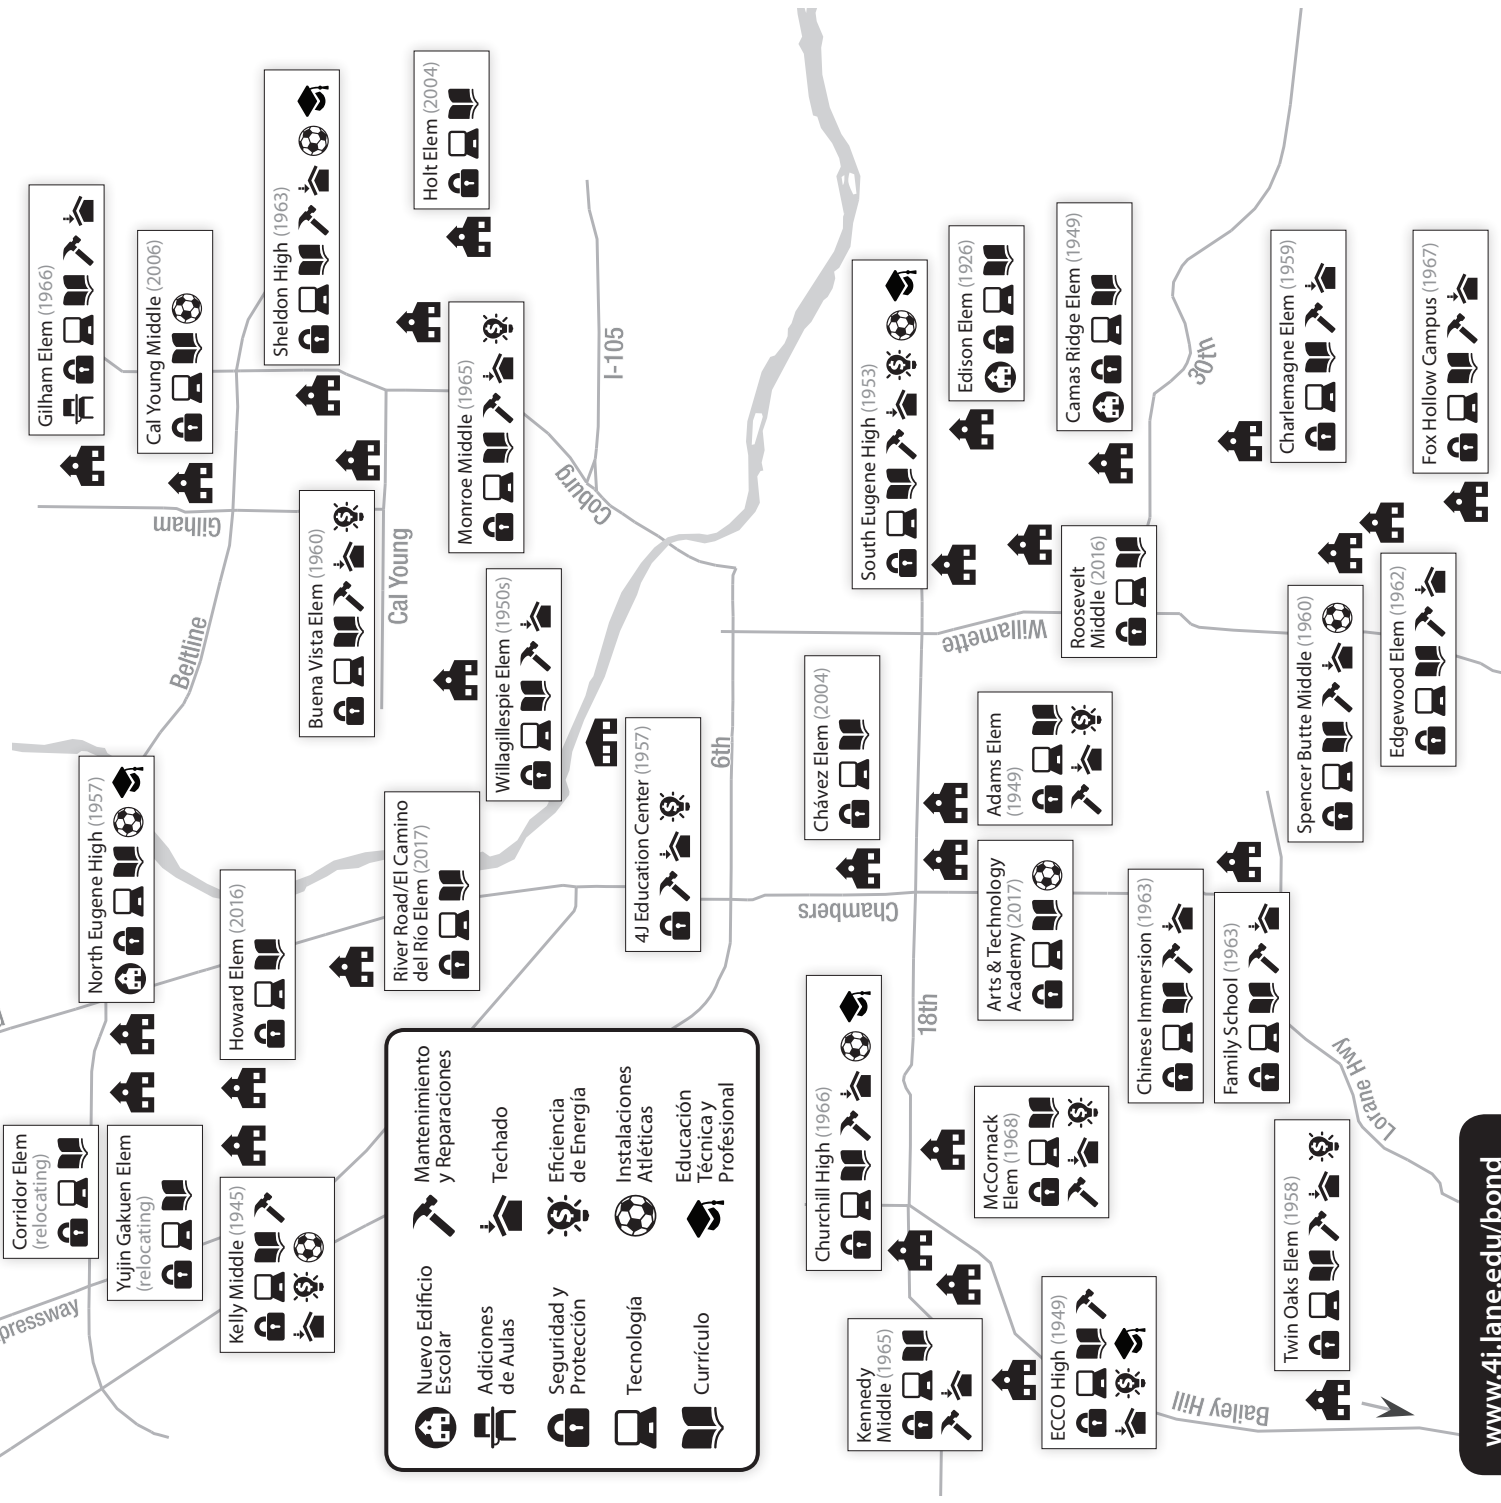 Corridor Elem
(relocating)
Yujin Gakuen Elem
(relocating)
Kelly Middle (1945)
North Eugene High (1957)
Howard Elem (2016)
River Road/El Camino
del Río Elem (2017)
Gilham Elem (1966)
Cal Young Middle (2006)
Sheldon High (1963)
Holt Elem (2004)
Buena Vista Elem (1960)
Monroe Middle (1965)
Willagillespie Elem (1950s)
4J Education Center (1957)
Gilham
Beltline
Cal Young
Coburg
I-105
6th
pressway
Nuevo Edificio
Escolar
Adiciones
de Aulas
Seguridad y
Protección
Tecnología
Currículo
Mantenimiento
y Reparaciones
Techado
Eficiencia
de Energía
Instalaciones
Atléticas
Educación
Técnica y
Profesional
Chambers
18th
Willamette
30th
Lorane Hwy
Bailey Hill
Churchill High (1966)
Kennedy
Middle (1965)
McCornack
Elem (1968)
ECCO High (1949)
Twin Oaks Elem (1958)
Chávez Elem (2004)
Arts & Technology
Academy (2017)
Adams Elem
(1949)
Chinese Immersion (1963)
Family School (1963)
South Eugene High (1953)
Edison Elem (1926)
Camas Ridge Elem (1949)
Roosevelt
Middle (2016)
Charlemagne Elem (1959)
Fox Hollow Campus (1967)
Spencer Butte Middle (1960)
Edgewood Elem (1962)
www.4j.lane.edu/bond